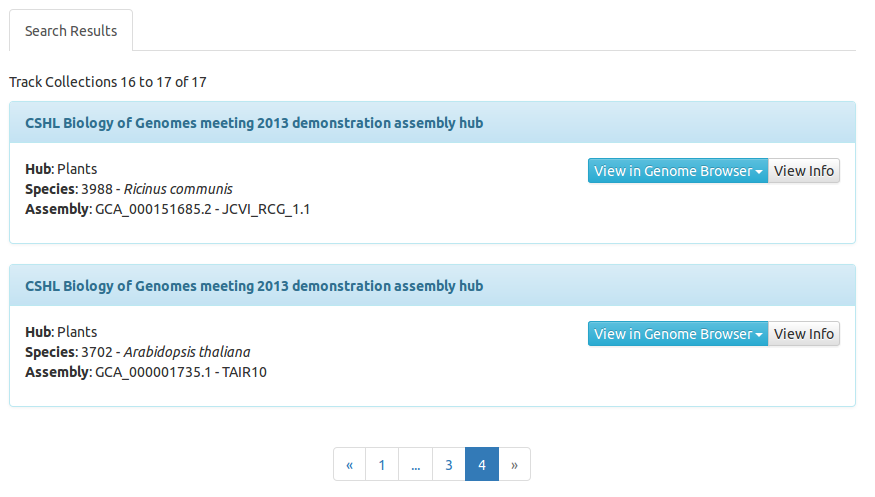 Search Results
Track Collections 16 to 17 of 17
CSHL Biology of Genomes meeting 2013 demonstration assembly hub
Hub: Plants
View in Genome Browser View Info
Species: 3988 - Ricinus communis
Assembly: GCA_000151685.2 - JCVI_RCG_1.1
CSHL Biology of Genomes meeting 2013 demonstration assembly hub
Hub: Plants
View in Genome Browser View Info
Species: 3702 - Arabidopsis thaliana
Assembly: GCA_000001735.1 - TAIR10
« 1 ... 3 4 »